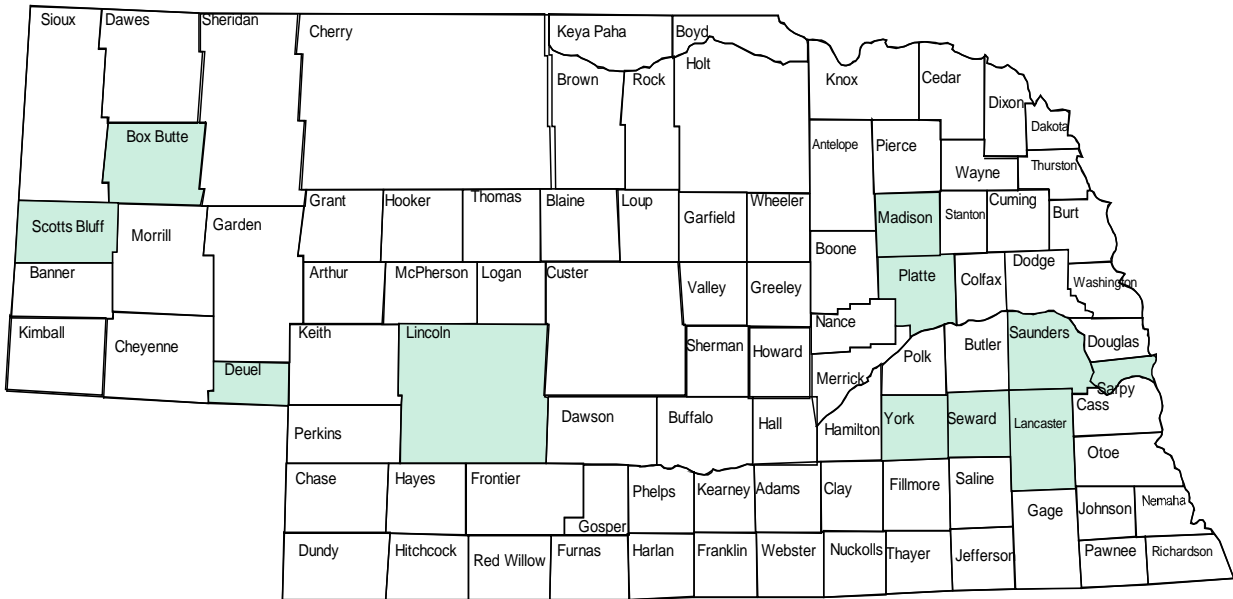 Sioux
Dawes
Sheridan
Cherry
Keya Paha
Boyd
Holt
Brown
Rock
Knox
Cedar
Dixon
Dakota
Box Butte
Antelope
Pierce
Wayne
Thurston
Grant
Hooker
Thomas
Blaine
Loup
Garfield
Wheeler
Madison
Stanton
Cuming
Burt
Scotts Bluff
Morrill
Garden
Boone
Banner
Arthur
McPherson
Logan
Custer
Valley
Greeley
Platte
Colfax
Dodge
Washington
Kimball
Cheyenne
Deuel
Keith
Lincoln
Sherman
Howard
Nance
Merrick
Polk
Butler
Saunders
Douglas
Sarpy
Cass
Perkins
Dawson
Buffalo
Hall
Hamilton
York
Seward
Lancaster
Otoe
Chase
Hayes
Frontier
Gosper
Phelps
Kearney
Adams
Clay
Fillmore
Saline
Gage
Johnson
Nemaha
Dundy
Hitchcock
Red Willow
Furnas
Harlan
Franklin
Webster
Nuckolls
Thayer
Jefferson
Pawnee
Richardson